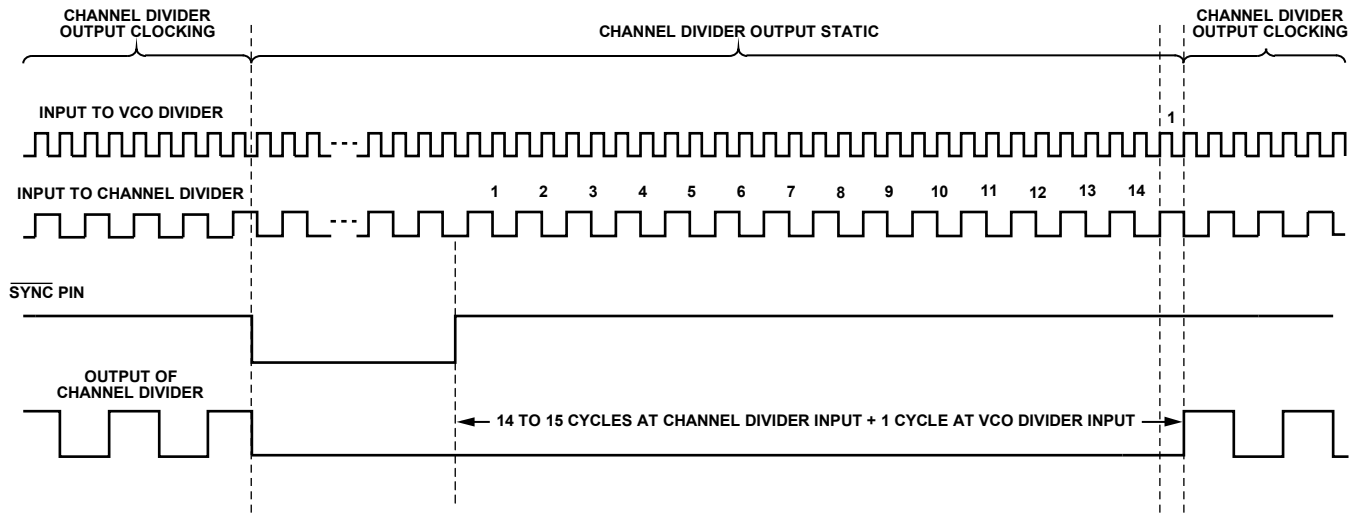 CHANNEL DIVIDER
OUTPUT CLOCKING
CHANNEL DIVIDER OUTPUT STATIC
CHANNEL DIVIDER
OUTPUT CLOCKING
INPUT TO VCO DIVIDER
1
INPUT TO CHANNEL DIVIDER
1 2 3 4 5 6 7 8 9 10 11 12 13 14
SYNC PIN
OUTPUT OF
CHANNEL DIVIDER
14 TO 15 CYCLES AT CHANNEL DIVIDER INPUT + 1 CYCLE AT VCO DIVIDER INPUT